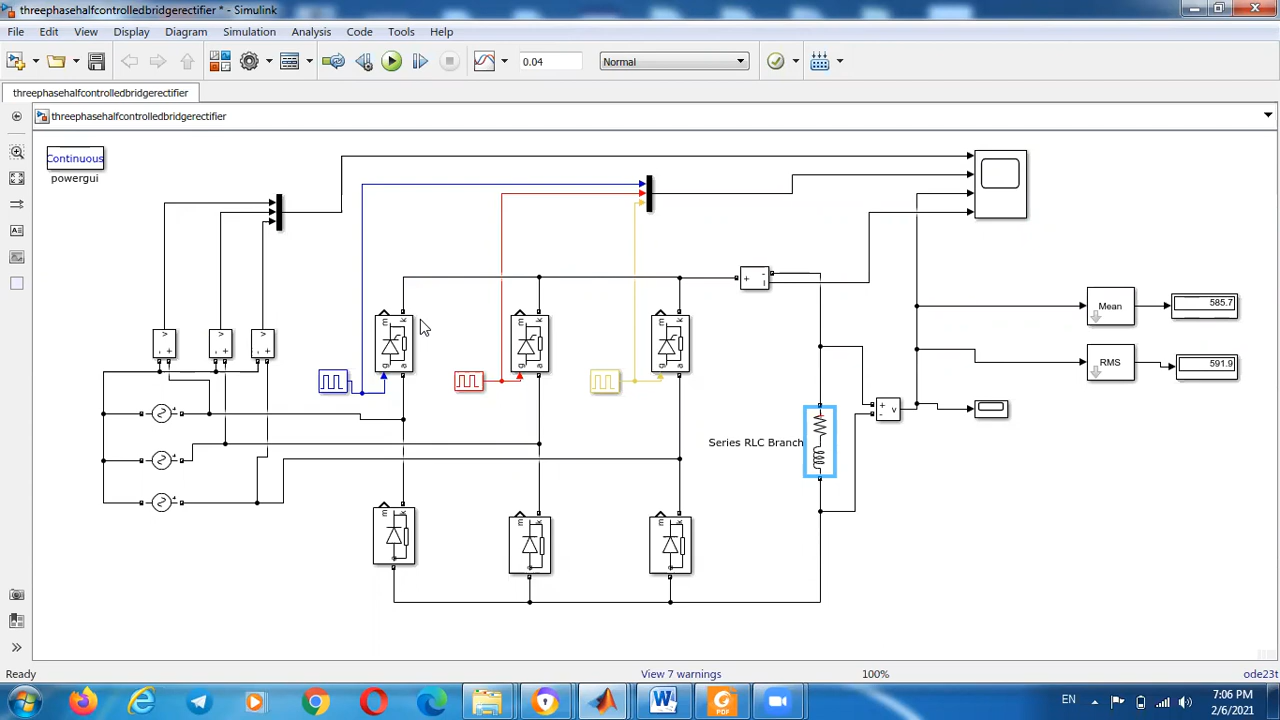 threephasehalfcontrolledbridgerectifier * - Simulink
File Edit View Display Diagram Simulation Analysis Code Tools Help
0.04 Normal
threephasehalfcontrolledbridgerectifier
threephasehalfcontrolledbridgerectifier
Continuous
powergui
+ - i
Mean 585.7
RMS 591.9
m k
m k
m k
g a
g a
g a
v - +
v - +
v - +
+ - v
Series RLC Branch
m k
m k
m k
Ready View 7 warnings 100% ode23t
EN 7:06 PM
2/6/2021
PDF